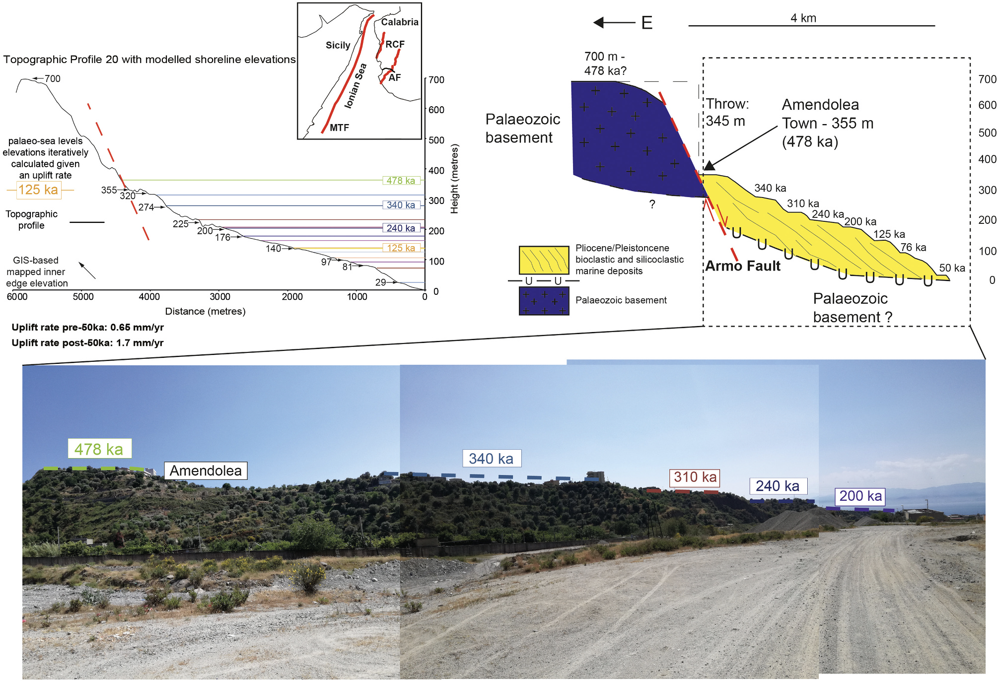 Topographic Profile 20 with modelled shoreline elevations
700
palaeo-sea levels
elevations iteratively
calculated given
an uplift rate
125 ka
Topographic
profile
GIS-based
mapped inner
edge elevation
355
320
274
225
200
176
140
97
81
29
478 ka
340 ka
240 ka
125 ka
700
600
500
400
300
200
100
0
Height (metres)
6000
5000
4000
3000
2000
1000
0
Distance (metres)
Uplift rate pre-50ka: 0.65 mm/yr
Uplift rate post-50ka: 1.7 mm/yr
Calabria
Sicily
RCF
Ionian Sea
AF
MTF
E
4 km
700 m -
478 ka?
Palaeozoic
basement
Throw:
345 m
Amendolea
Town - 355 m
(478 ka)
700
600
500
400
300
200
100
0
340 ka
310 ka
240 ka
200 ka
125 ka
76 ka
50 ka
?
U
U
U
U
U
U
U
U
Armo Fault
Palaeozoic
basement ?
Pliocene/Pleistoncene
bioclastic and silicoclastic
marine deposits
U U
Palaeozoic basement
478 ka
Amendolea
340 ka
310 ka
240 ka
200 ka